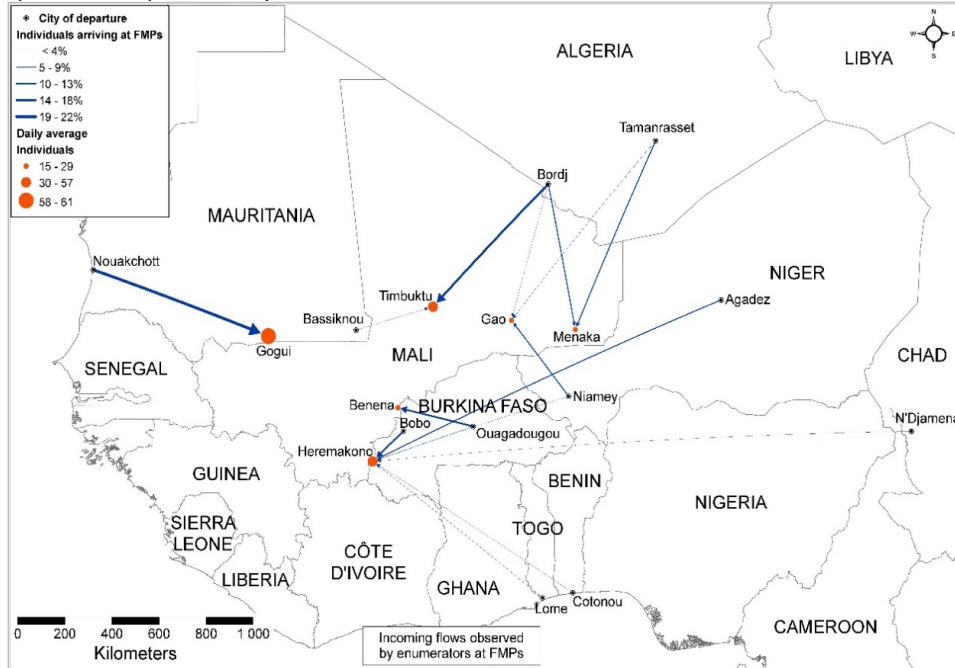 City of departure
Individuals arriving at FMPs
< 4%
5 - 9%
10 - 13%
14 - 18%
19 - 22%
Daily average
Individuals
15 - 29
30 - 57
58 - 61
N
W
E
S
ALGERIA
LIBYA
Tamanrasset
Bordj
MAURITANIA
Nouakchott
NIGER
Timbuktu
Agadez
Bassiknou
Gao
Menaka
Gogui
MALI
CHAD
SENEGAL
Niamey
Benena
BURKINA FASO
N'Djamena
Bobo
Ouagadougou
Heremakono
GUINEA
BENIN
NIGERIA
SIERRA
LEONE
TOGO
CÔTE
D'IVOIRE
LIBERIA
GHANA
Lome
Cotonou
0 200 400 600 800 1 000
Kilometers
CAMEROON
Incoming flows observed
by enumerators at FMPs